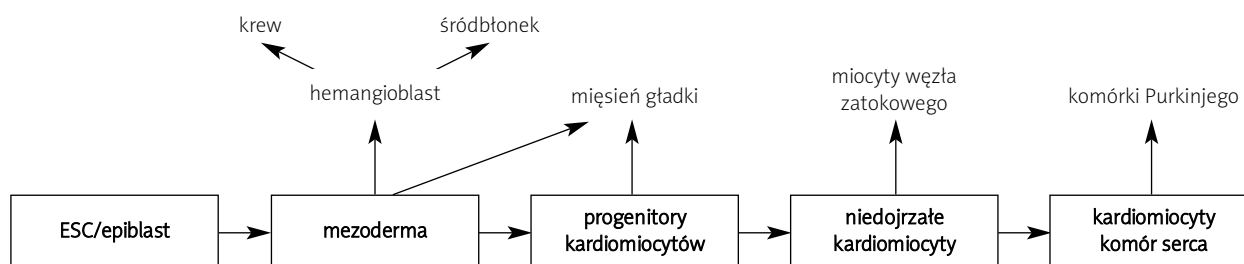 krew
śródbłonek
hemangioblast
mięsień gładki
miocyty węzła
zatokowego
komórki Purkinjego
ESC/epiblast
mezoderma
progenitory
kardiomiocytów
niedojrzałe
kardiomiocyty
kardiomiocyty
komór serca